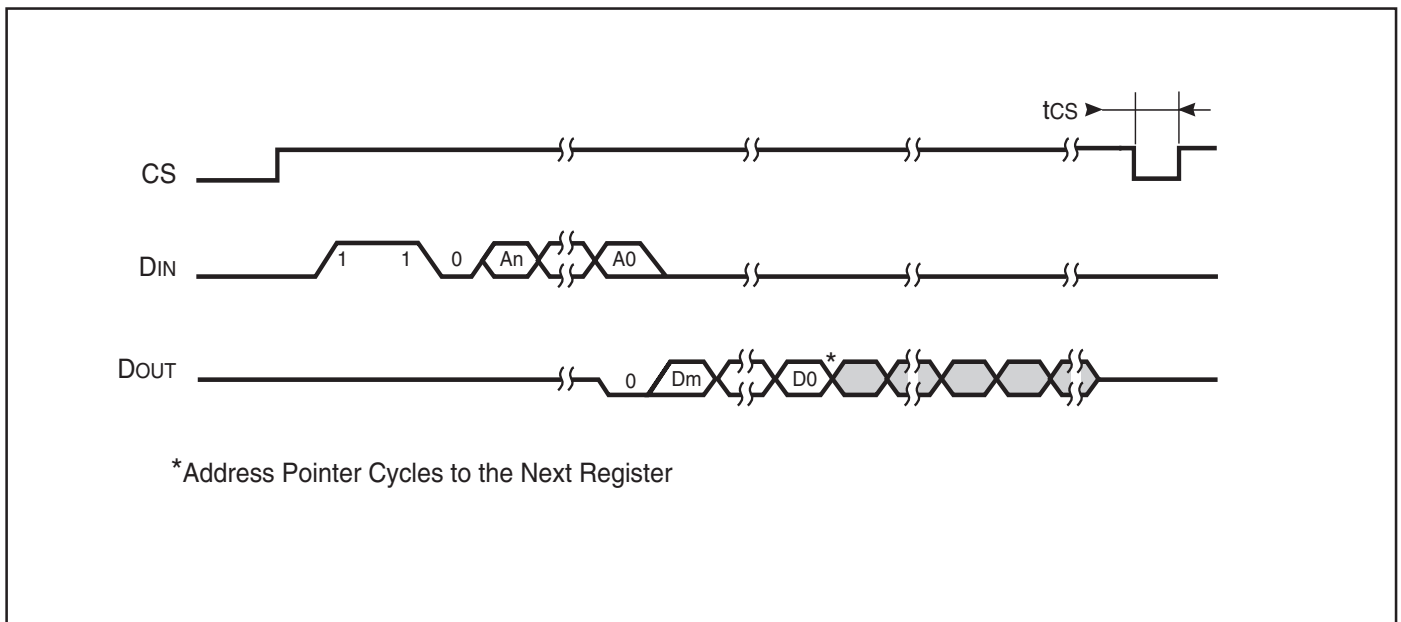 tCS
CS
DIN 1 1 0 An A0
DOUT 0 Dm D0 *
*Address Pointer Cycles to the Next Register